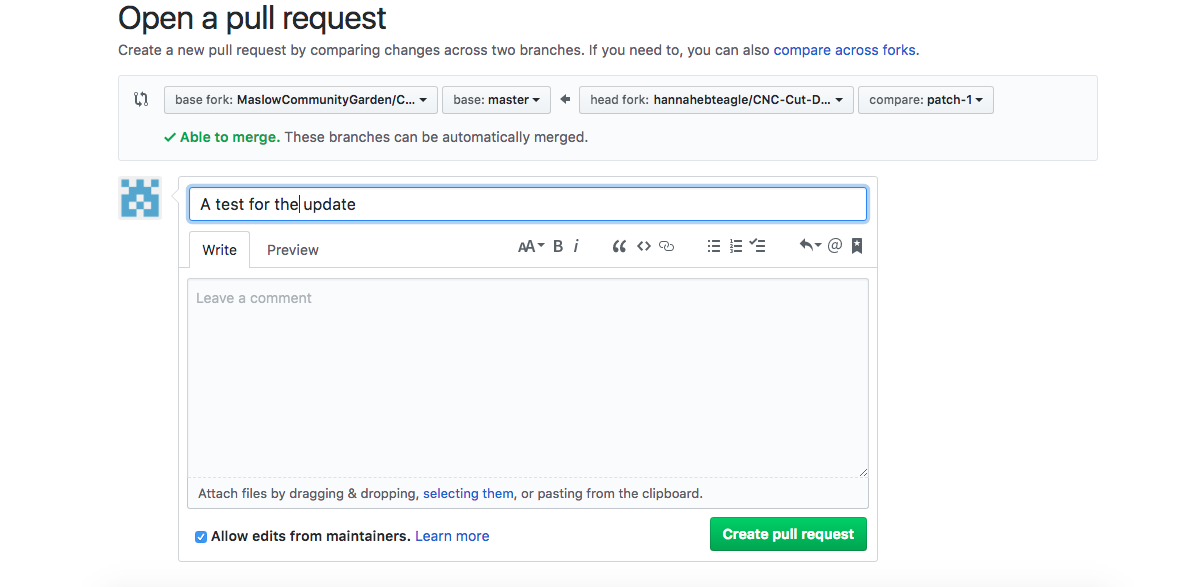 Open a pull request
Create a new pull request by comparing changes across two branches. If you need to, you can also compare across forks.
base fork: MaslowCommunityGarden/C... base: master head fork: hannahebteagle/CNC-Cut-D... compare: patch-1
Able to merge. These branches can be automatically merged.
A test for the update
Write Preview AA B i
Leave a comment
Attach files by dragging & dropping, selecting them, or pasting from the clipboard.
Allow edits from maintainers. Learn more Create pull request